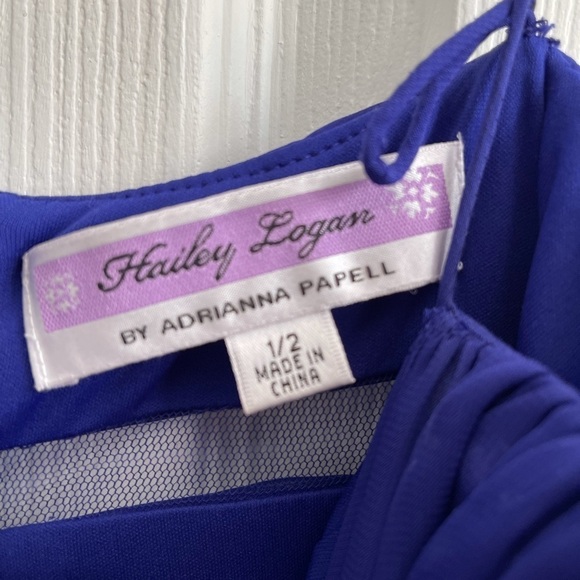 Hailey Logan
BY ADRIANNA PAPELL
1/2
MADE IN
CHINA